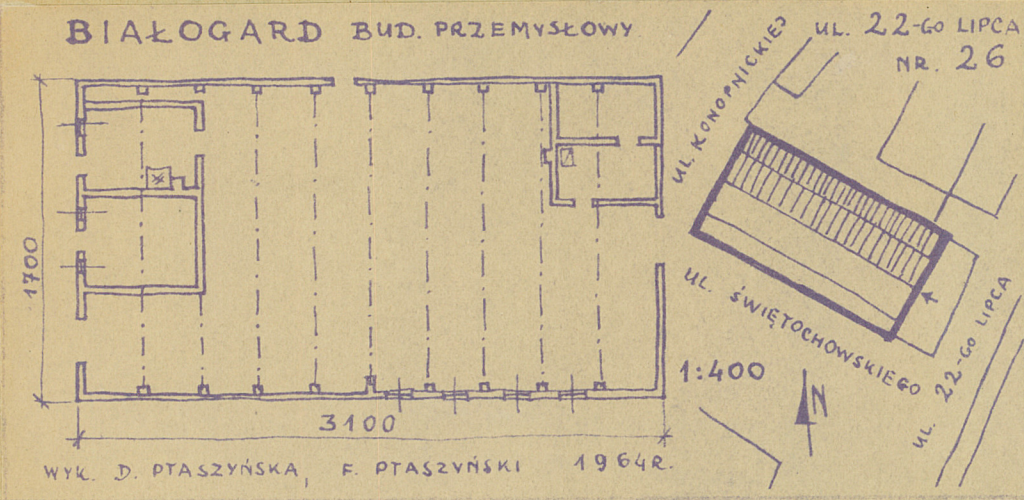 BIAŁOGARD BUD. PRZEMYSŁOWY
UL. 22-GO LIPCA
NR. 26
UL. KONOPNICKIEJ
1700
UL. ŚWIĘTOCHOWSKIEGO
UL. 22-GO LIPCA
1:400
N
3100
WYK. D. PTASZYŃSKA, F. PTASZYŃSKI 1964R.